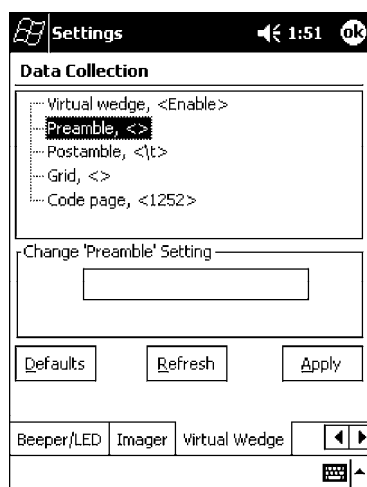 Settings 1:51 ok
Data Collection
Virtual wedge, <Enable>
Preamble, <>
Postamble, <\t>
Grid, <>
Code page, <1252>
Change 'Preamble' Setting
Defaults Refresh Apply
Beeper/LED Imager Virtual Wedge